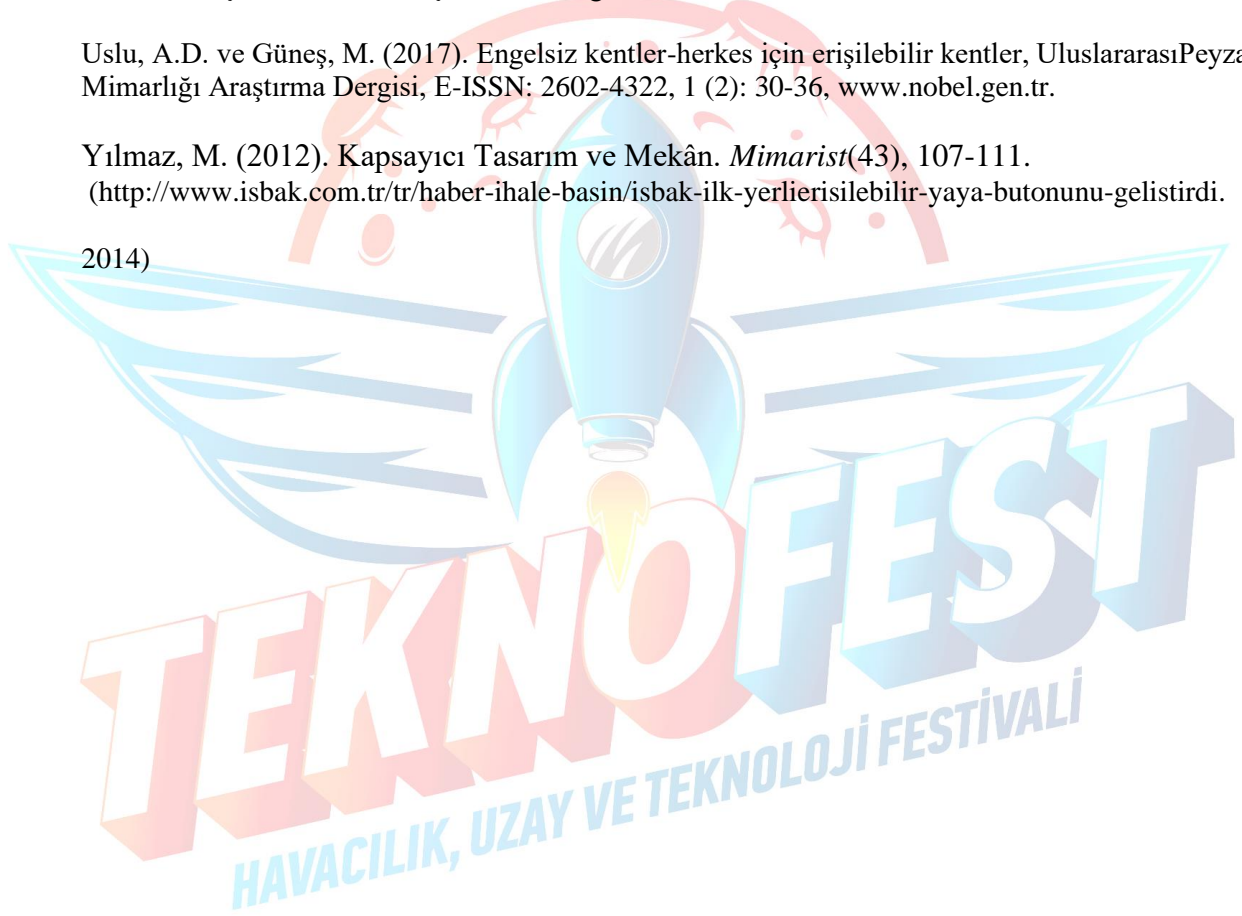 Uslu, A.D. ve Güneş, M. (2017). Engelsiz kentler-herkes için erişilebilir kentler, UluslararasıPeyza
Mimarlığı Araştırma Dergisi, E-ISSN: 2602-4322, 1 (2): 30-36, www.nobel.gen.tr.
Yılmaz, M. (2012). Kapsayıcı Tasarım ve Mekân. Mimarist(43), 107-111.
(http://www.isbak.com.tr/tr/haber-ihale-basin/isbak-ilk-yerlierisilebilir-yaya-butonunu-gelistirdi.
2014)
TEKNOFEST
HAVACILIK, UZAY VE TEKNOLOJİ FESTİVALİ